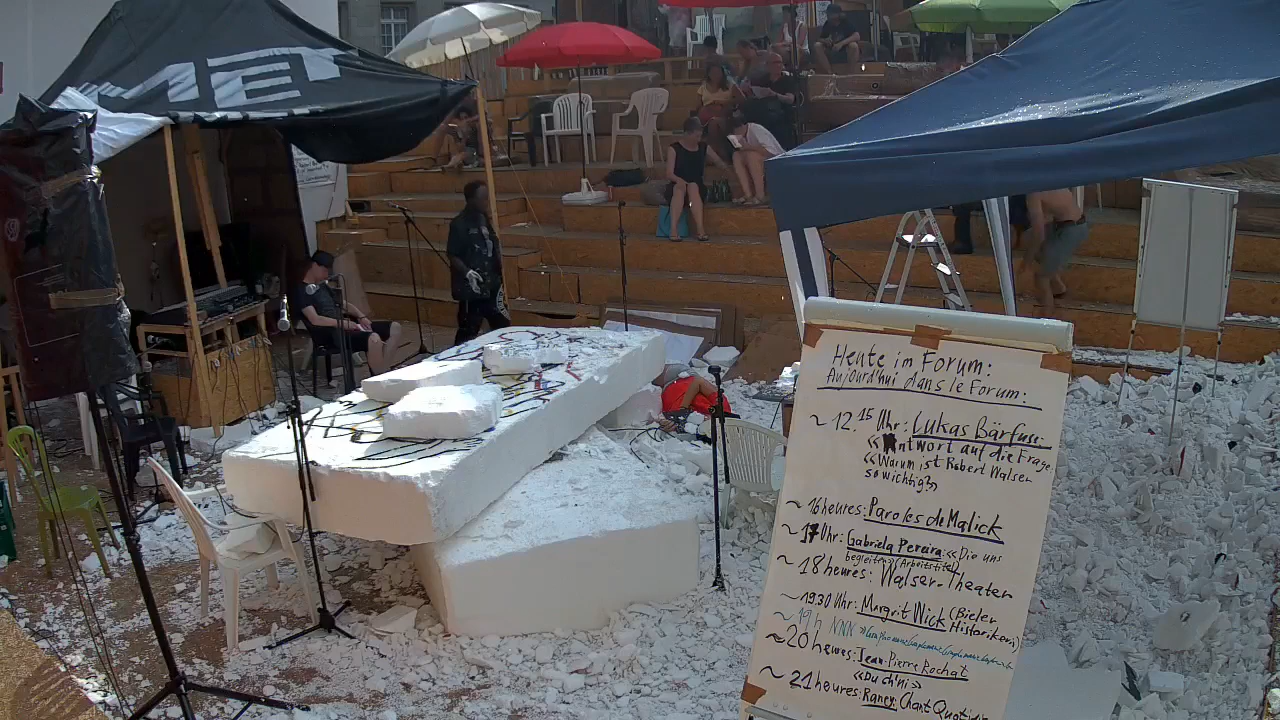 Heute im Forum:
Aujourd'hui dans le Forum:
~ 12.15 Uhr: Lukas Bärfuss:
«Antwort auf die Frage
«Warum ist Robert Walser
so wichtig?»
~ 16 heures: Paroles de Malick
~ 17 Uhr: Gabriela Pereira: «Die uns
begleiten» (Arbeitstitel)
~ 18 heures: Walser-Theater
~ 19.30 Uhr: Margrit Wick (Bieler
Historikerin)
~ 19h NNN
~ 20 heures: Jean-Pierre Rochat
«Du ch'ni»
~ 21 heures: Raney: Chant